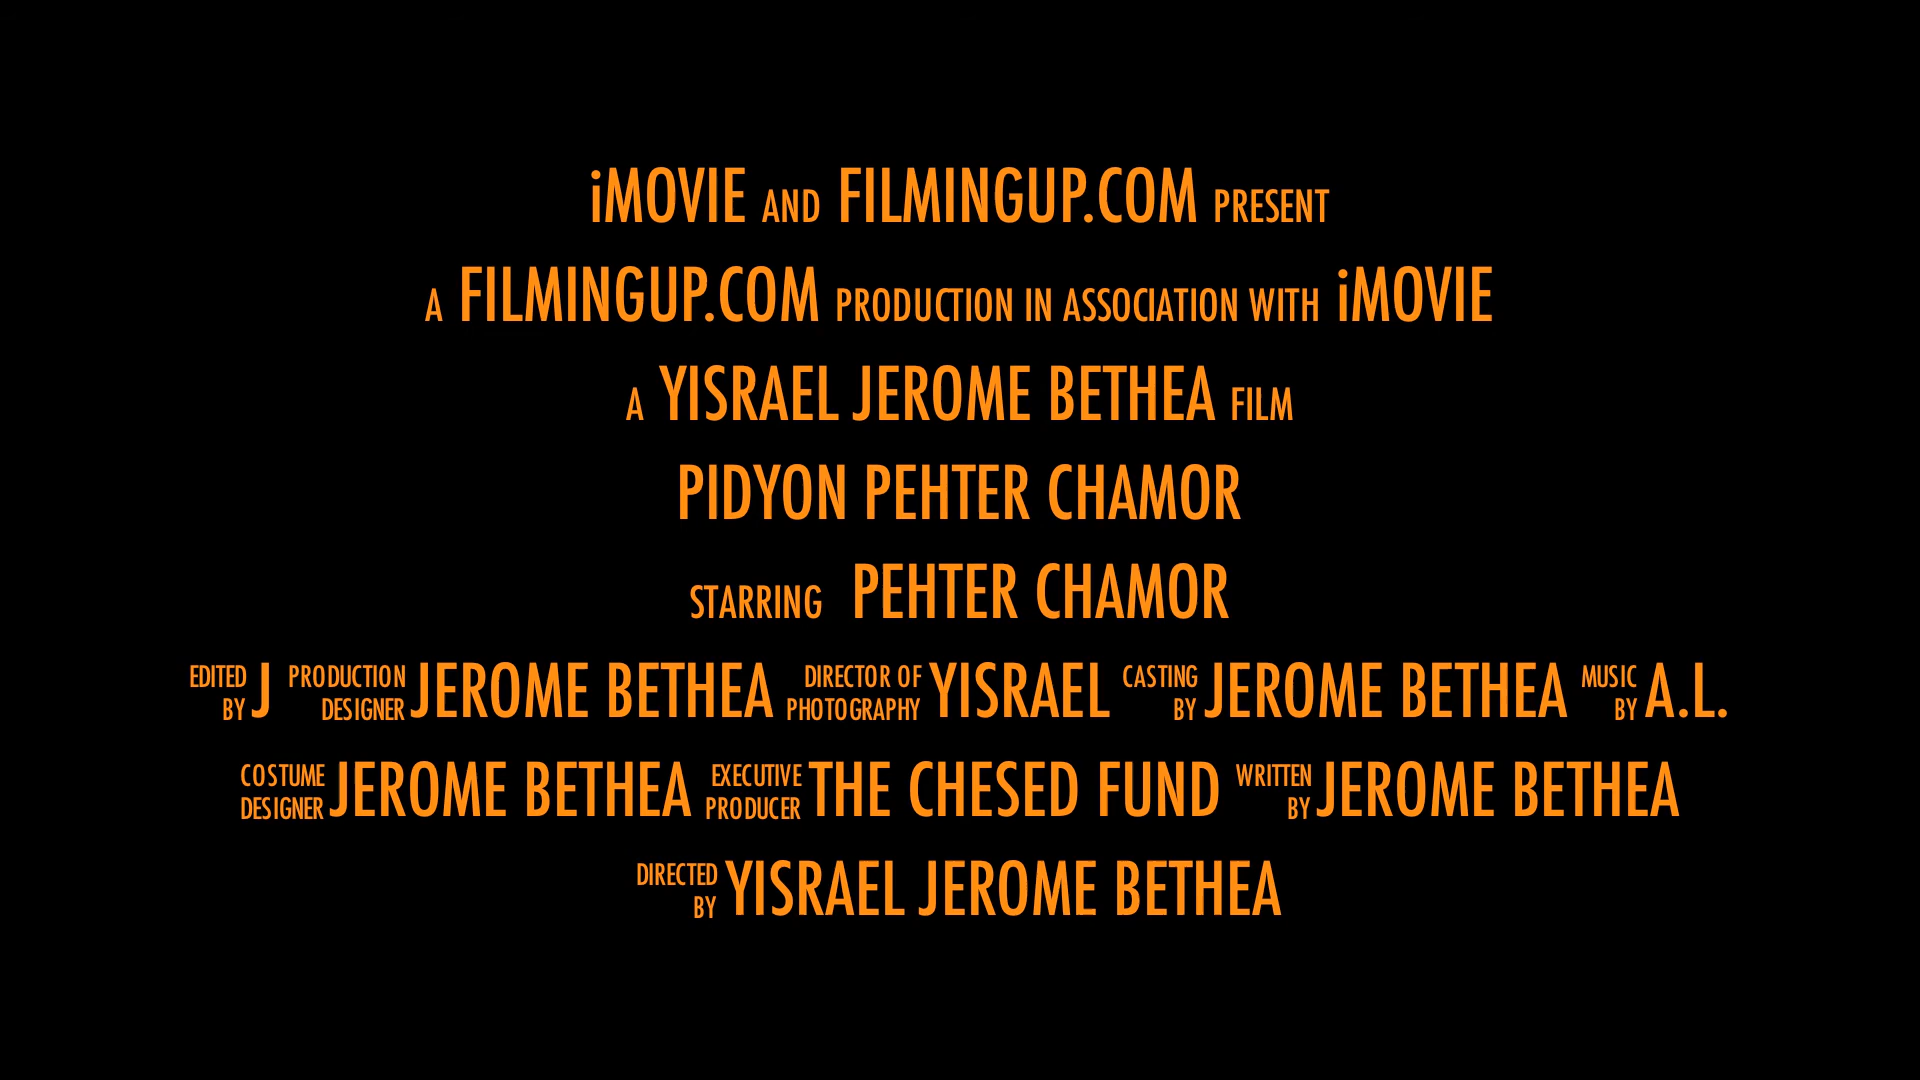 iMOVIE AND FILMINGUP.COM PRESENT
A FILMINGUP.COM PRODUCTION IN ASSOCIATION WITH iMOVIE
A YISRAEL JEROME BETHEA FILM
PIDYON PEHTER CHAMOR
STARRING PEHTER CHAMOR
EDITED BY J PRODUCTION DESIGNER JEROME BETHEA DIRECTOR OF PHOTOGRAPHY YISRAEL CASTING BY JEROME BETHEA MUSIC BY A.L.
COSTUME DESIGNER JEROME BETHEA EXECUTIVE PRODUCER THE CHESED FUND WRITTEN BY JEROME BETHEA
DIRECTED BY YISRAEL JEROME BETHEA